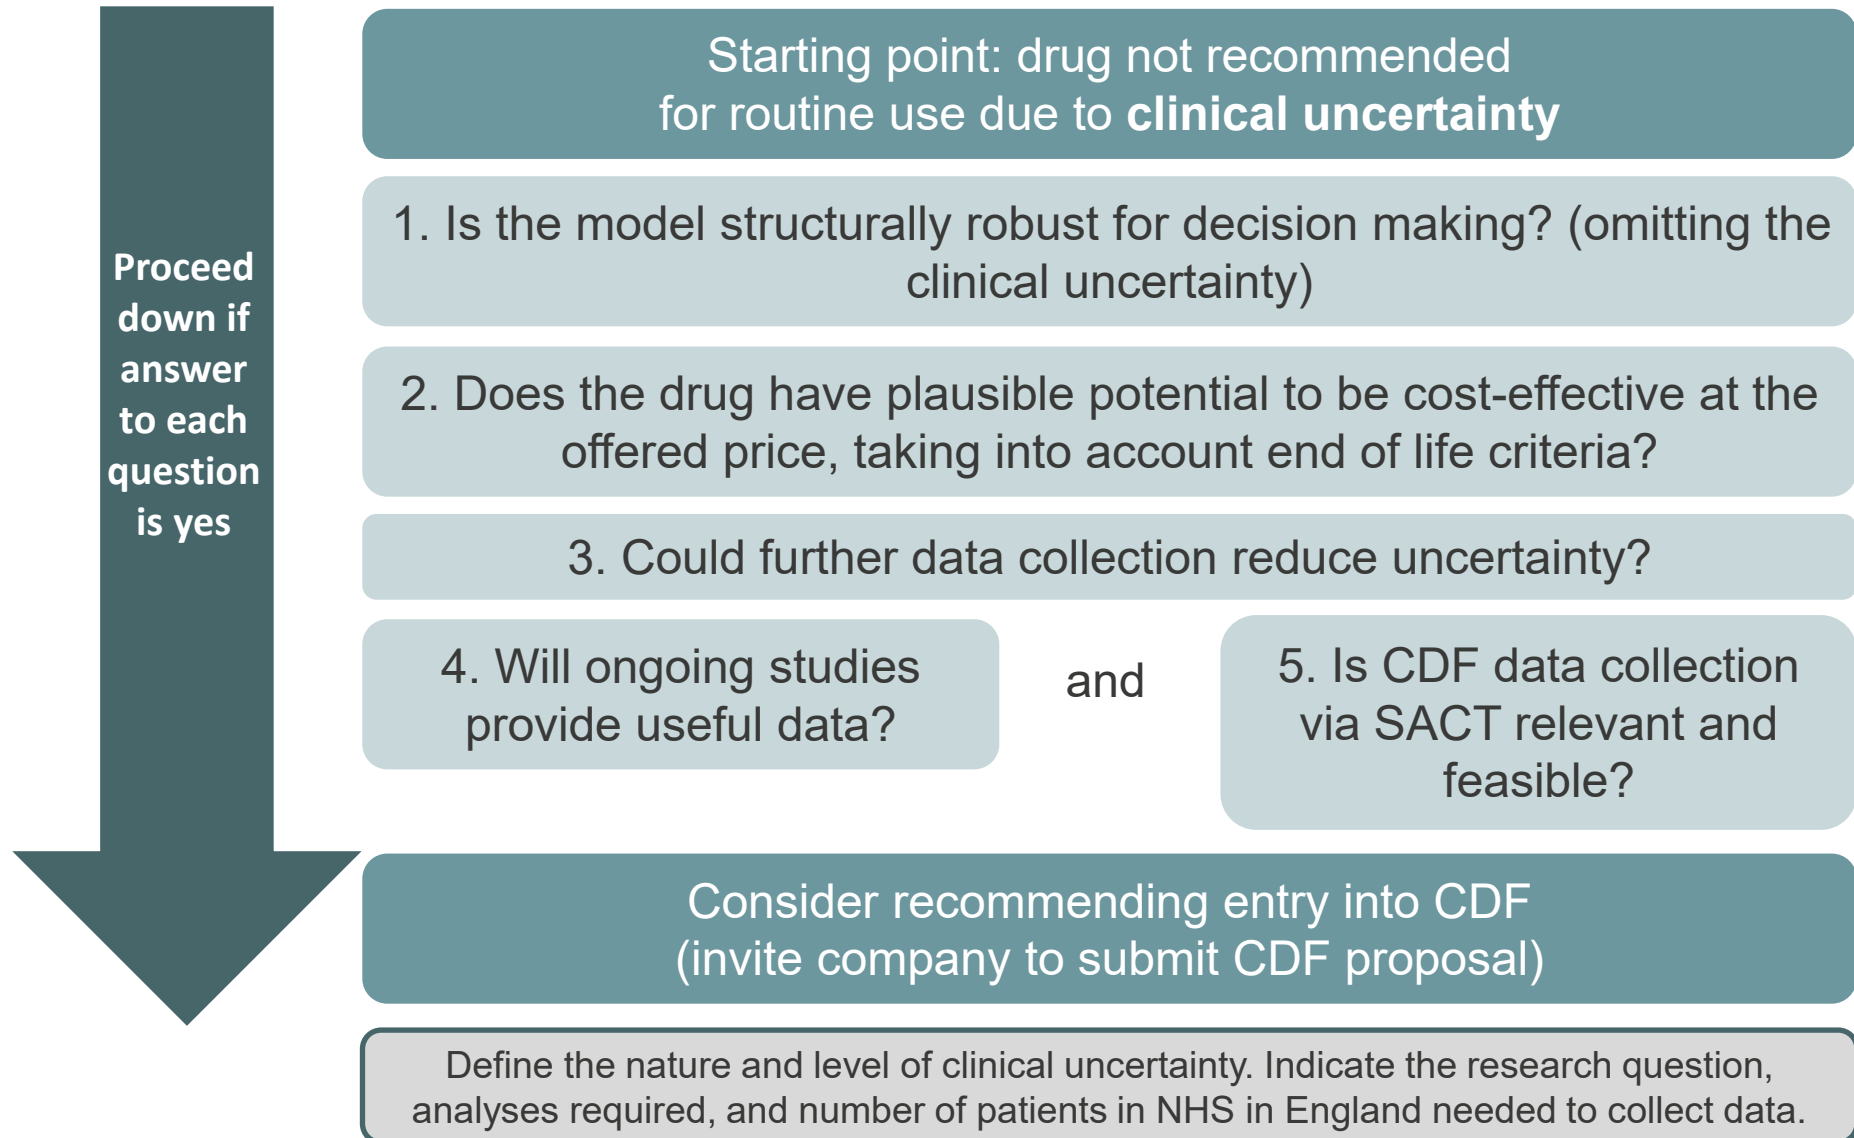 Starting point: drug not recommended
for routine use due to clinical uncertainty
Proceed
down if
answer
to each
question
is yes
1. Is the model structurally robust for decision making? (omitting the
clinical uncertainty)
2. Does the drug have plausible potential to be cost-effective at the
offered price, taking into account end of life criteria?
3. Could further data collection reduce uncertainty?
4. Will ongoing studies
provide useful data?
and
5. Is CDF data collection
via SACT relevant and
feasible?
Consider recommending entry into CDF
(invite company to submit CDF proposal)
Define the nature and level of clinical uncertainty. Indicate the research question,
analyses required, and number of patients in NHS in England needed to collect data.